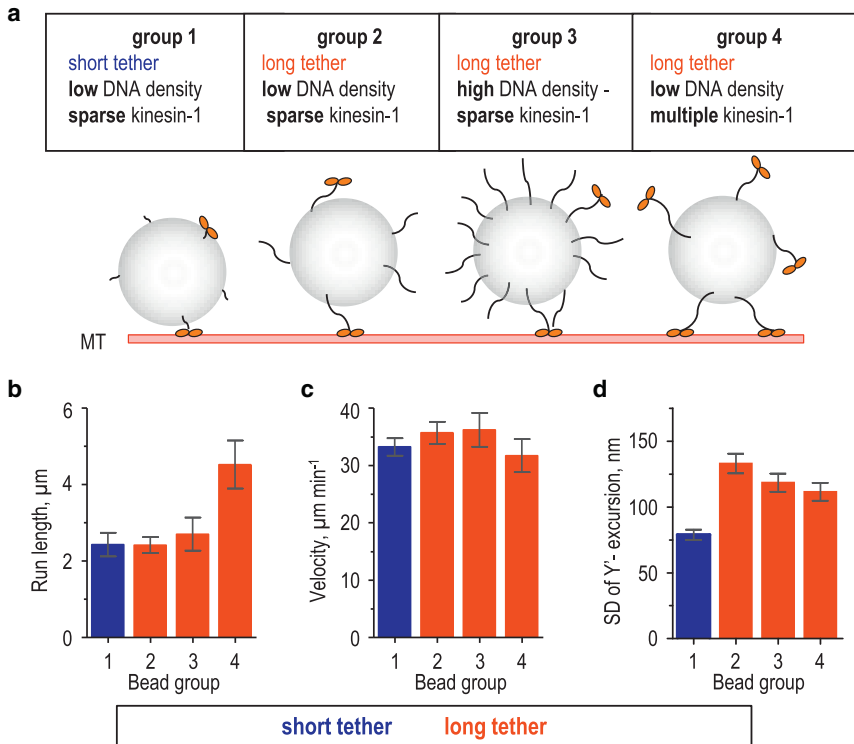 a
group 1
short tether
low DNA density
sparse kinesin-1
group 2
long tether
low DNA density
sparse kinesin-1
group 3
long tether
high DNA density -
sparse kinesin-1
group 4
long tether
low DNA density
multiple kinesin-1
MT
b
Run length, µm
6
4
2
0
1 2 3 4
Bead group
c
Velocity, µm min⁻¹
40
30
20
10
0
1 2 3 4
Bead group
d
SD of Y'- excursion, nm
150
125
100
75
50
25
0
1 2 3 4
Bead group
short tether long tether